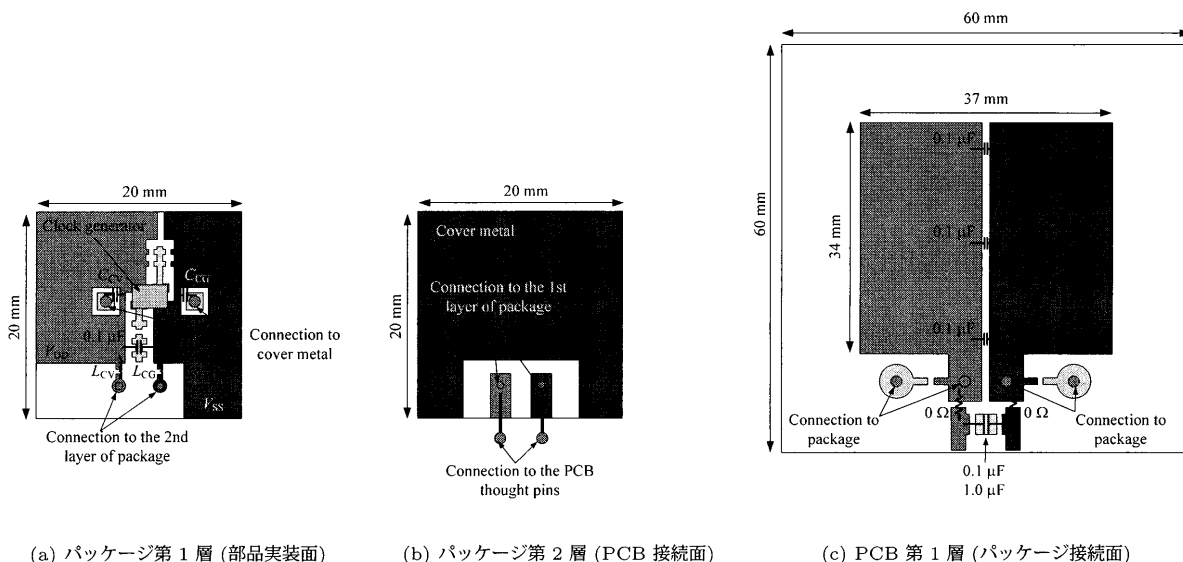 20 mm
20 mm
Clock generator
C_CV
C_CG
0.1 μF
V_DD
L_CV
L_CG
V_SS
Connection to
cover metal
Connection to the 2nd
layer of package
(a) パッケージ第 1 層 (部品実装面)
20 mm
20 mm
Cover metal
Connection to the 1st
layer of package
Connection to the PCB
thought pins
(b) パッケージ第 2 層 (PCB 接続面)
60 mm
60 mm
37 mm
34 mm
0.1 μF
0.1 μF
0.1 μF
Connection to
package
0 Ω
0 Ω
Connection to
package
0.1 μF
1.0 μF
(c) PCB 第 1 層 (パッケージ接続面)